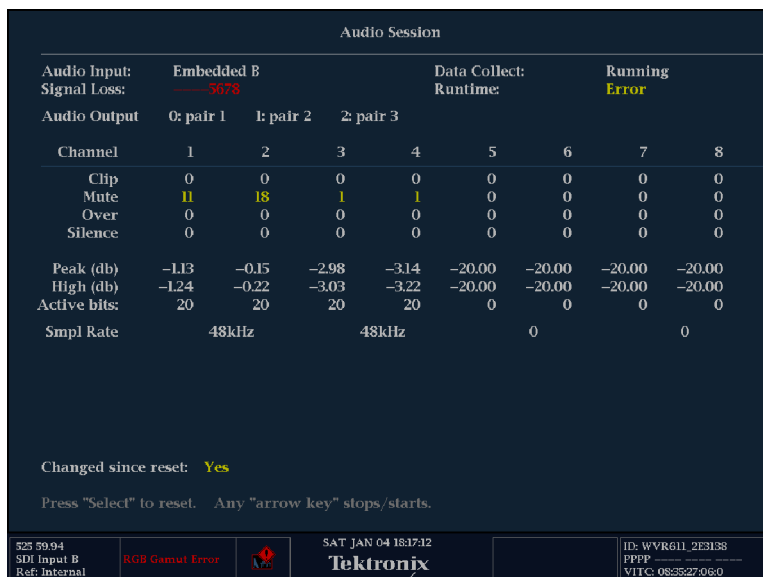 Audio Session
Audio Input: Embedded B Data Collect: Running
Signal Loss: ----5678 Runtime: Error
Audio Output 0: pair 1 1: pair 2 2: pair 3
Channel 1 2 3 4 5 6 7 8
Clip 0 0 0 0 0 0 0 0
Mute 11 18 1 1 0 0 0 0
Over 0 0 0 0 0 0 0 0
Silence 0 0 0 0 0 0 0 0
Peak (db) -1.13 -0.15 -2.98 -3.14 -20.00 -20.00 -20.00 -20.00
High (db) -1.24 -0.22 -3.03 -3.22 -20.00 -20.00 -20.00 -20.00
Active bits: 20 20 20 20 0 0 0 0
Smpl Rate 48kHz 48kHz 0 0
Changed since reset: Yes
Press "Select" to reset. Any "arrow key" stops/starts.
525 59.94
SDI Input B
Ref: Internal
RGB Gamut Error
SAT JAN 04 18:17:12
Tektronix
ID: WVR611_2E3138
PPPP ---- ---- ----
VITC: 08:35:27:06:0